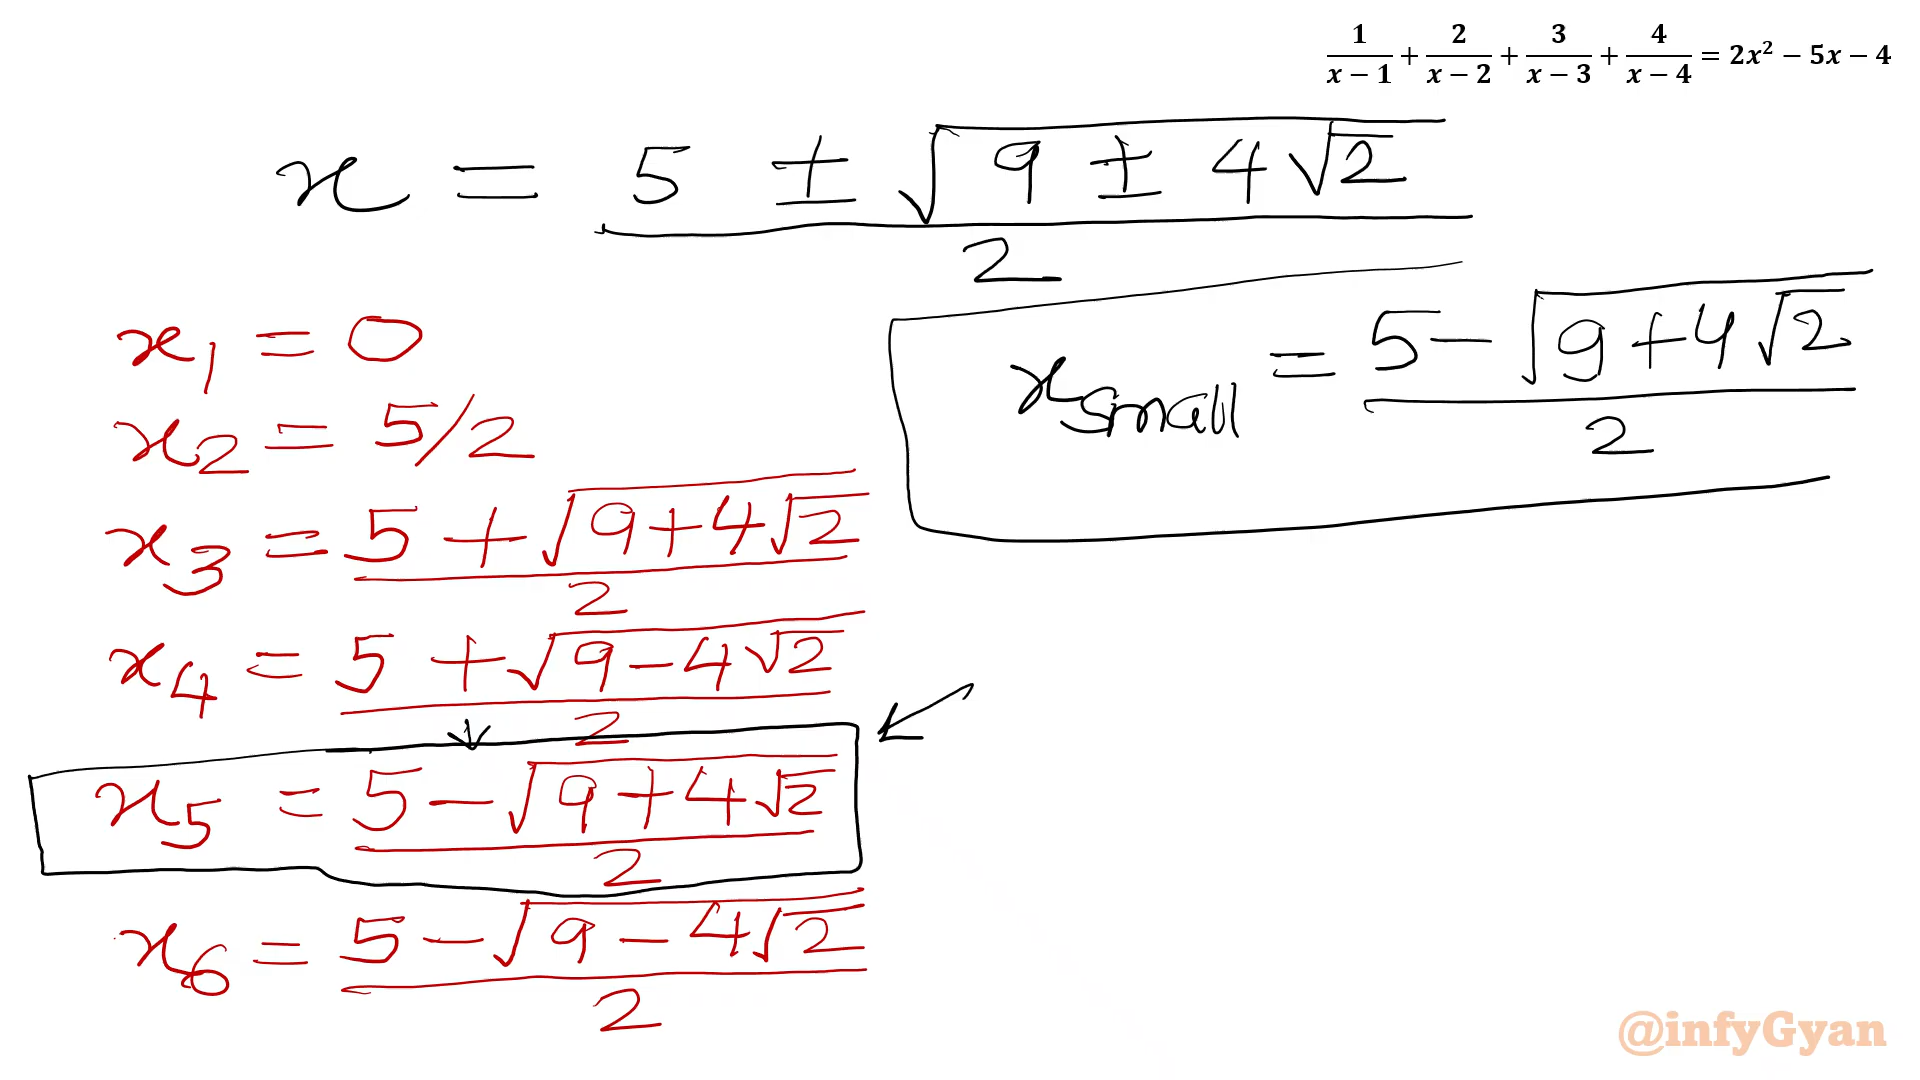 1/(x − 1) + 2/(x − 2) + 3/(x − 3) + 4/(x − 4) = 2x² − 5x − 4
x = (5 ± √(9 ± 4√2))/2
x₁ = 0
x₂ = 5/2
x₃ = (5 + √(9 + 4√2))/2
x₄ = (5 + √(9 − 4√2))/2
x₅ = (5 − √(9 + 4√2))/2
x₆ = (5 − √(9 − 4√2))/2
x small = (5 − √(9 + 4√2))/2
@infyGyan